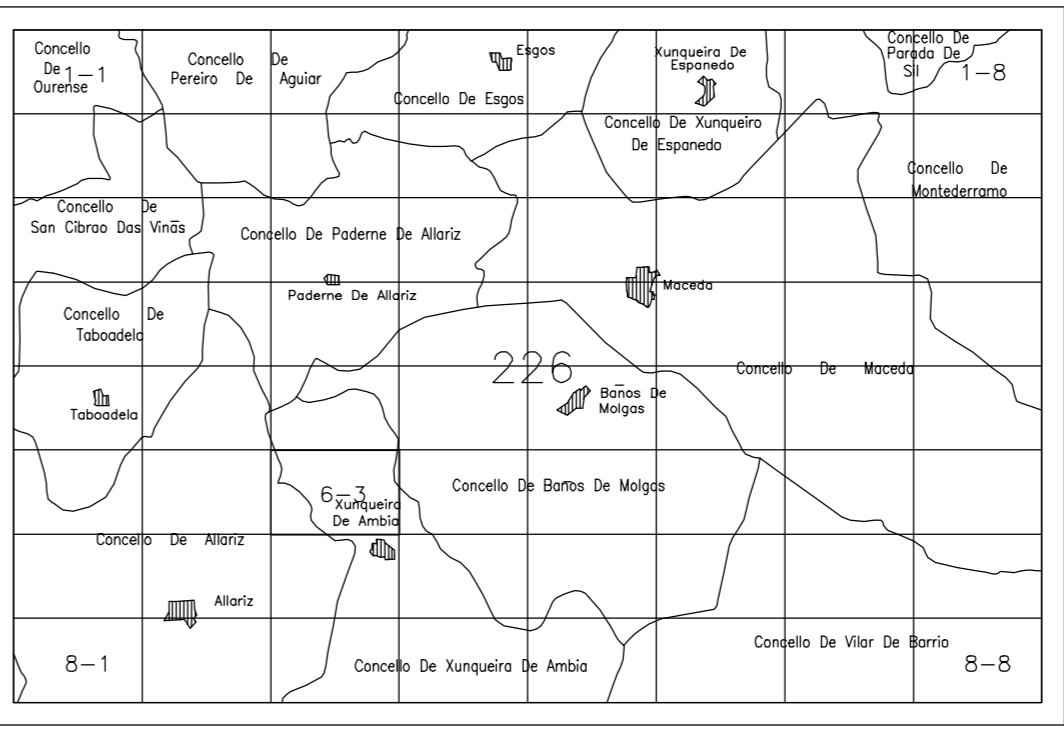 Concello
De
Ourense
1-1
Concello De
Pereiro De Aguiar
Esgos
Concello De Esgos
Xunqueira De
Espanedo
Concello De
Parada De
Sil
1-8
Concello De Xunqueiro
De Espanedo
Concello De
Montederramo
Concello De
San Cibrao Das Vinãs
Concello De Paderne De Allariz
Paderne De Allariz
Maceda
Concello De
Taboadela
226
Concello De Maceda
Taboadela
Baños De
Molgas
6-3
Xunqueira
De Ambia
Concello De Baños De Molgas
Concello De Allariz
Allariz
8-1
Concello De Xunqueira De Ambia
Concello De Vilar De Barrio
8-8